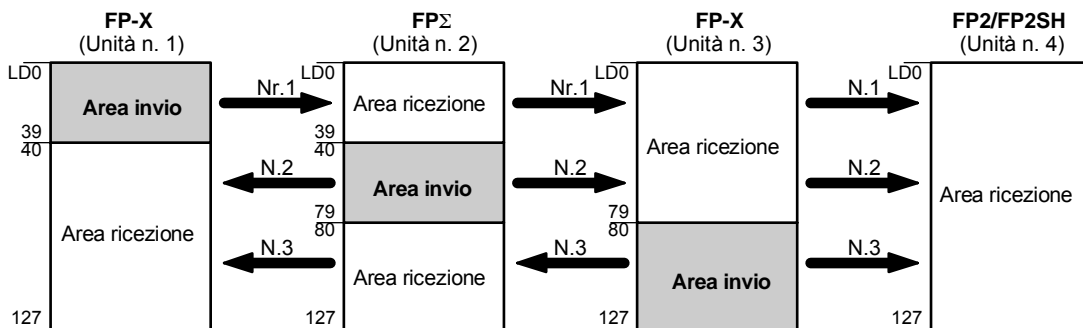 FP-X FPΣ FP-X FP2/FP2SH
(Unità n. 1) (Unità n. 2) (Unità n. 3) (Unità n. 4)
LD0 LD0 LD0 LD0
Nr.1 Nr.1 N.1
Area invio Area ricezione
39 39
40 40
Area ricezione
N.2 N.2 N.2
Area invio Area ricezione
79 79
80 80
Area ricezione
N.3 N.3 N.3
Area ricezione Area invio
127 127 127 127